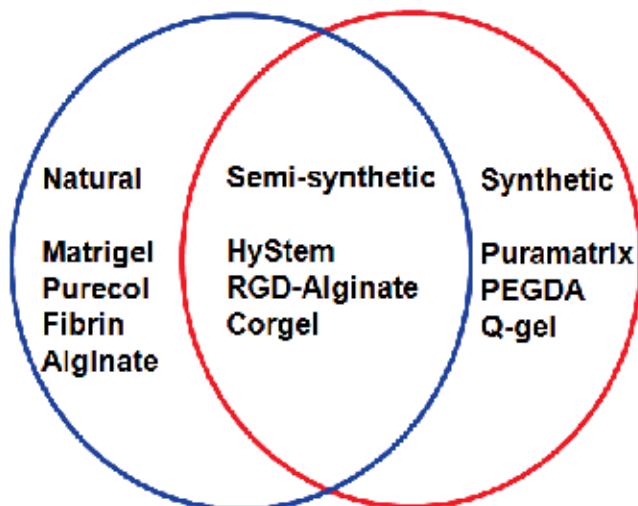 Natural
Matrigel
Purecol
Fibrin
Alginate
Semi-synthetic
HyStem
RGD-Alginate
Corgel
Synthetic
Puramatrix
PEGDA
Q-gel